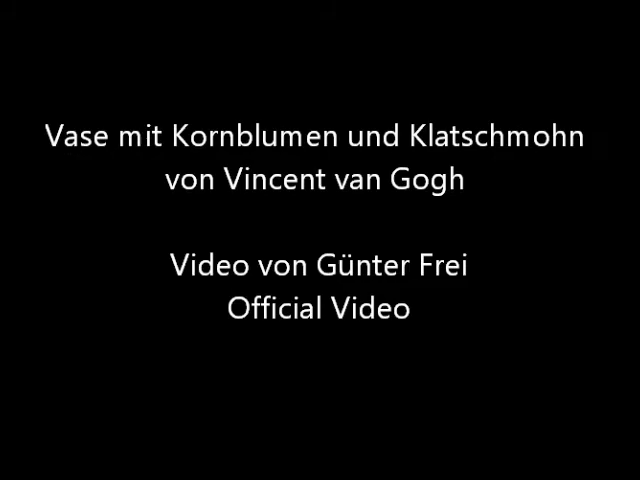 Vase mit Kornblumen und Klatschmohn
von Vincent van Gogh
Video von Günter Frei
Official Video